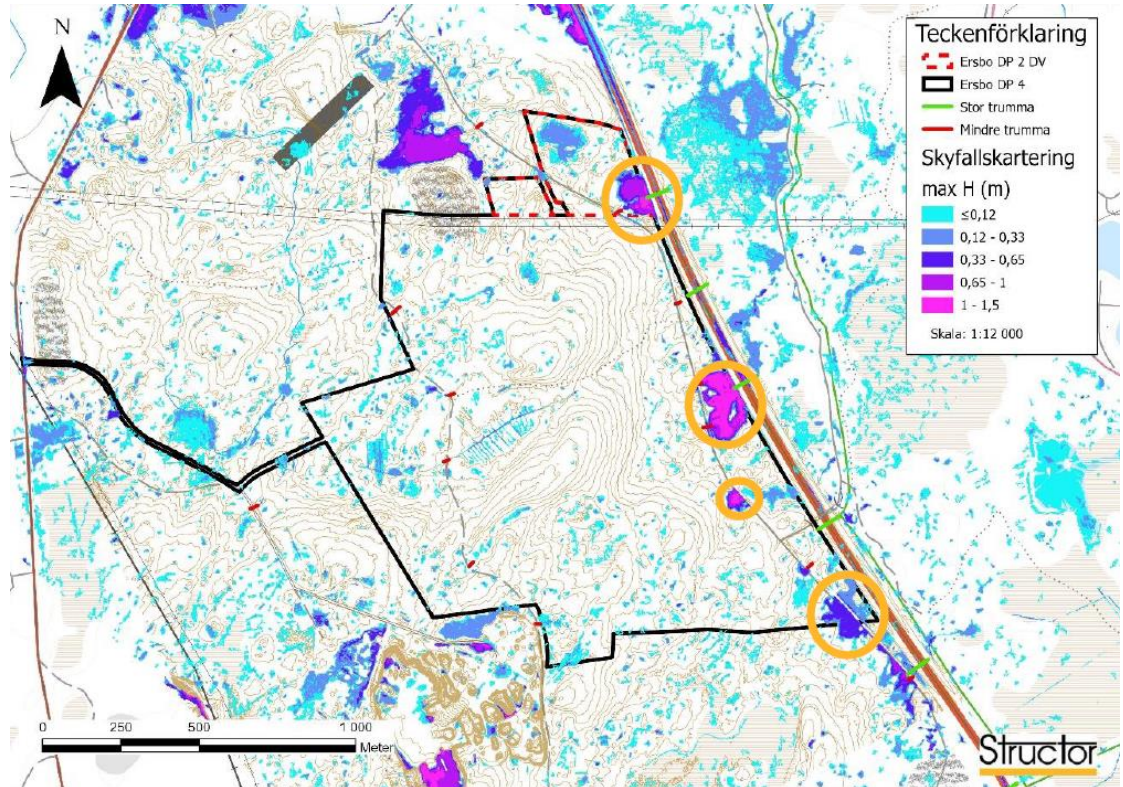 N
Teckenförklaring
Ersbo DP 2 DV
Ersbo DP 4
Stor trumma
Mindre trumma
Skyfallskartering
max H (m)
≤0,12
0,12 - 0,33
0,33 - 0,65
0,65 - 1
1 - 1,5
Skala: 1:12 000
0 250 500 1 000
Meter
Structor